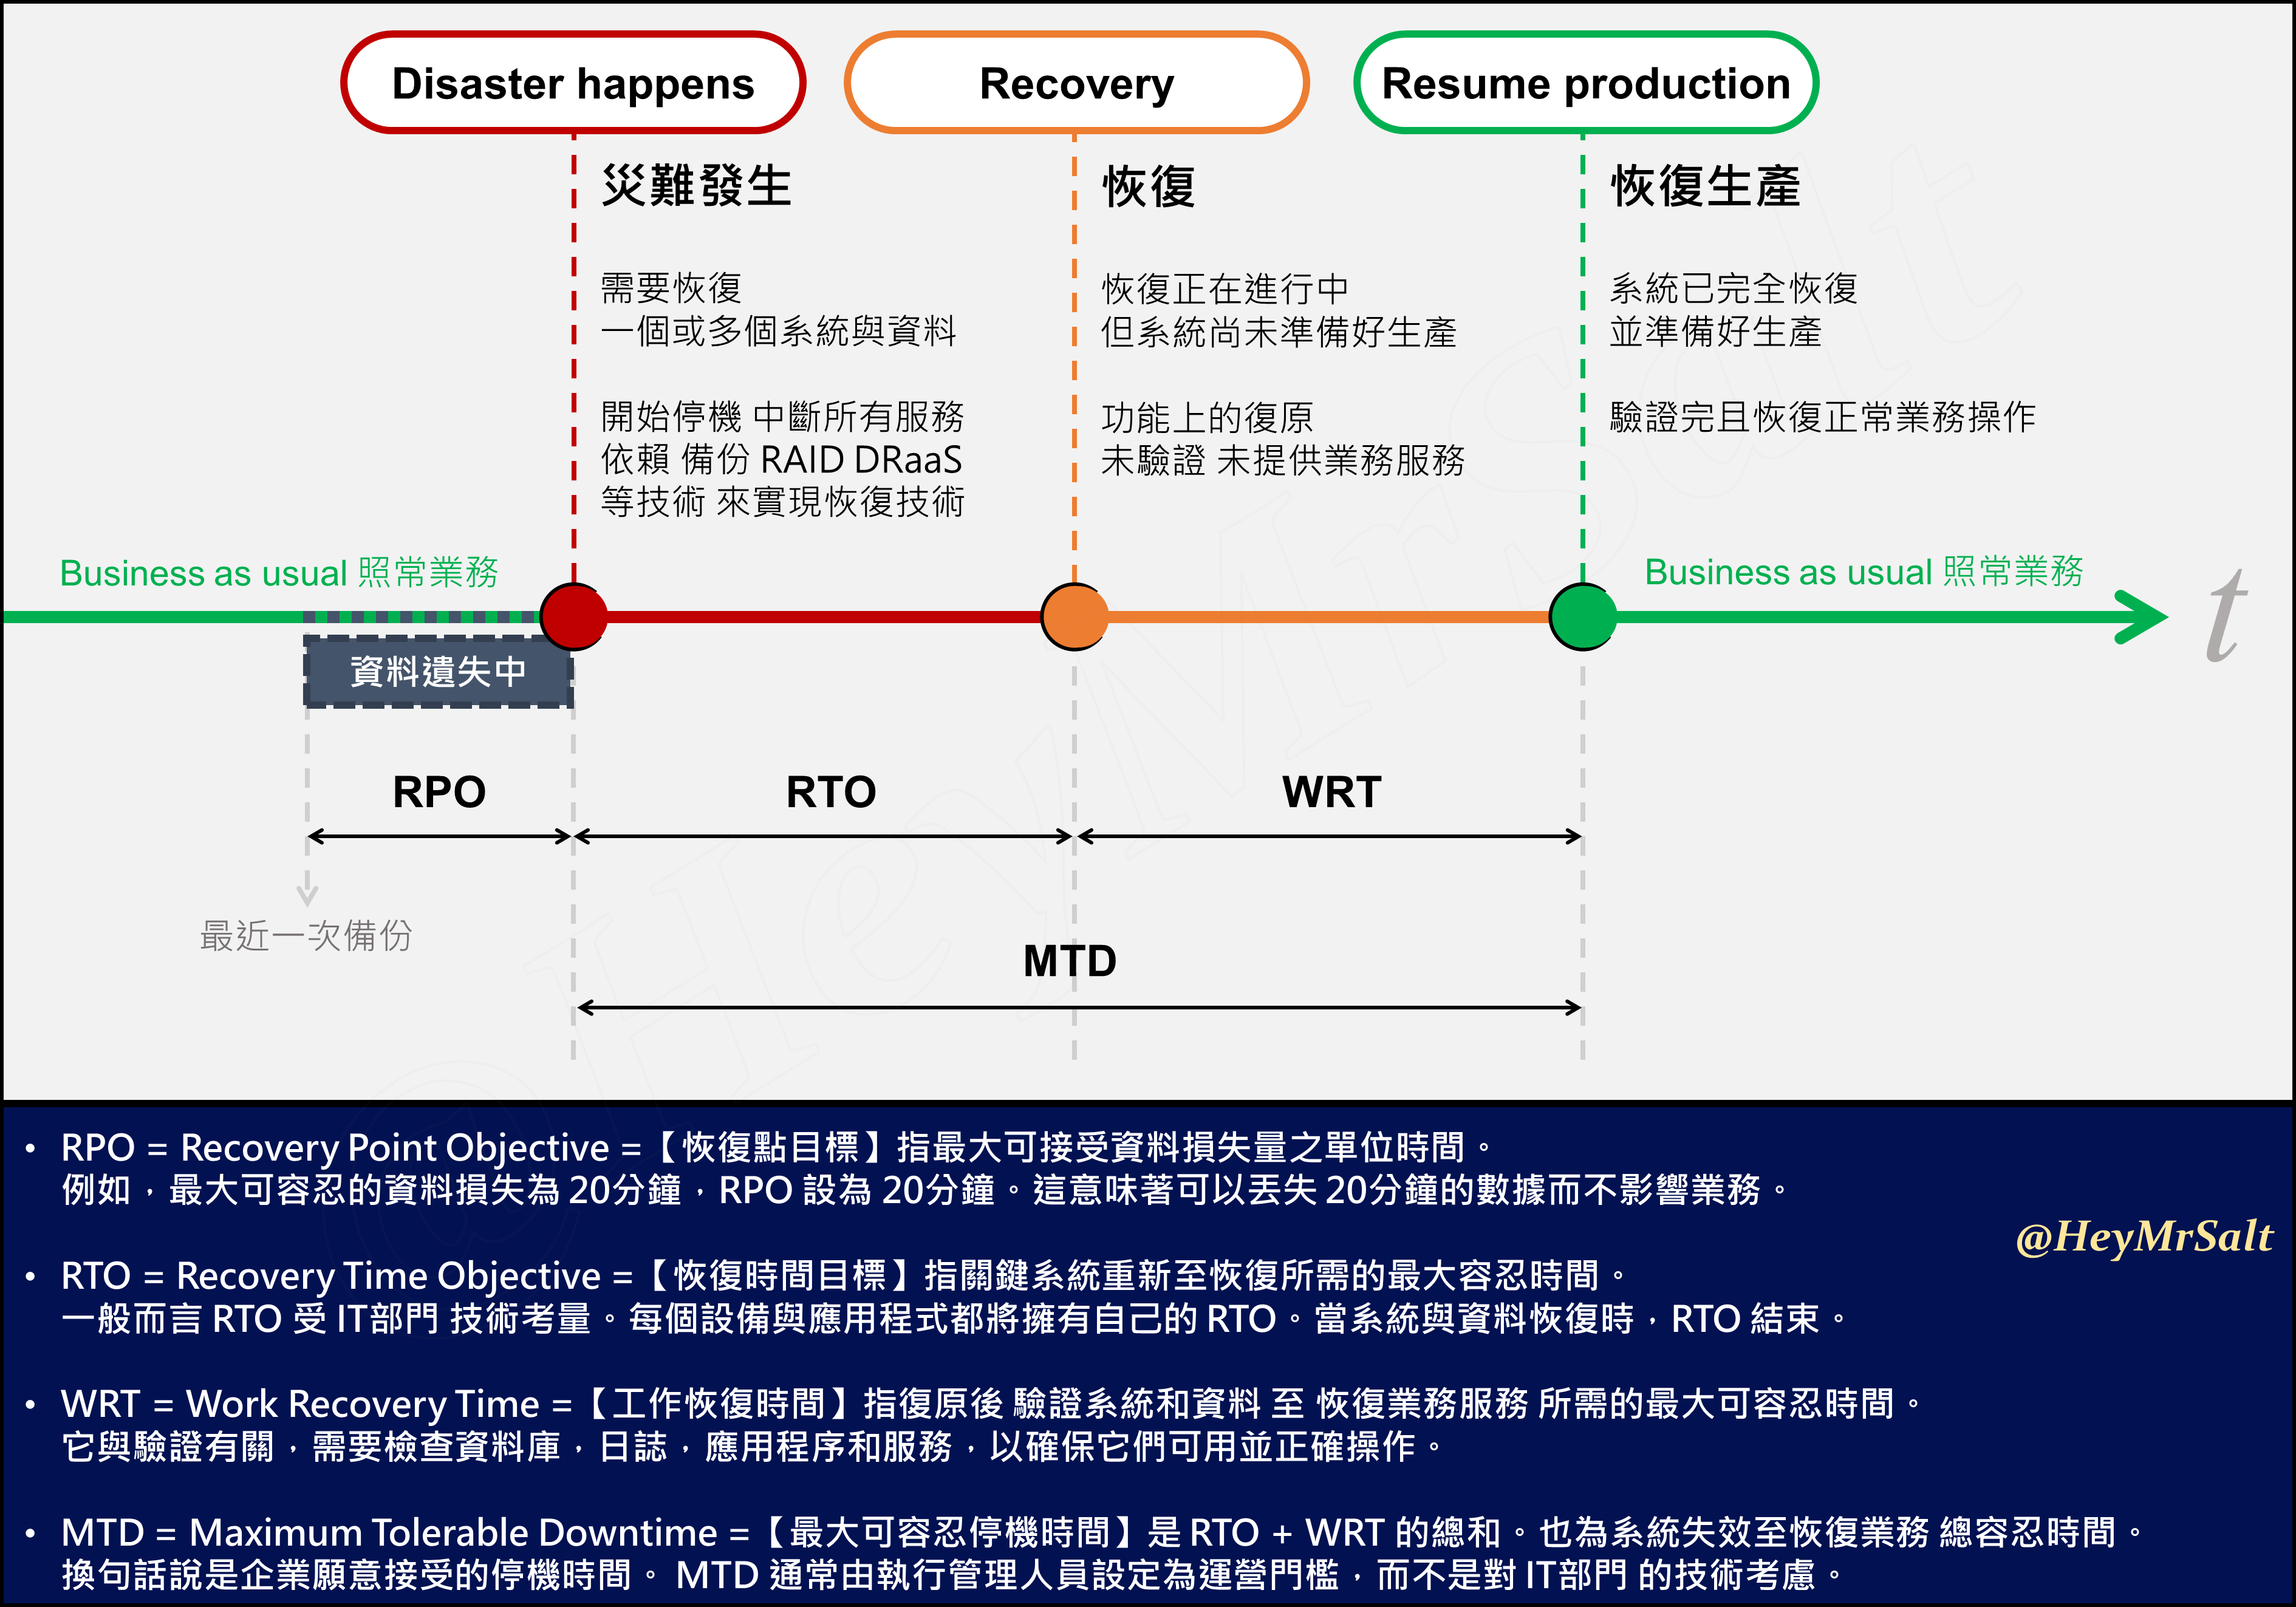 Disaster happens
Recovery
Resume production
災難發生
需要恢復
一個或多個系統與資料
開始停機 中斷所有服務
依賴 備份 RAID DRaaS
等技術 來實現恢復技術
恢復
恢復正在進行中
但系統尚未準備好生產
功能上的復原
未驗證 未提供業務服務
恢復生產
系統已完全恢復
並準備好生產
驗證完且恢復正常業務操作
Business as usual 照常業務
Business as usual 照常業務
t
資料遺失中
RPO
RTO
WRT
最近一次備份
MTD
@HeyMrSalt
• RPO = Recovery Point Objective =【恢復點目標】指最大可接受資料損失量之單位時間。
例如，最大可容忍的資料損失為 20分鐘，RPO 設為 20分鐘。這意味著可以丟失 20分鐘的數據而不影響業務。
@HeyMrSalt
• RTO = Recovery Time Objective =【恢復時間目標】指關鍵系統重新至恢復所需的最大容忍時間。
一般而言 RTO 受 IT部門 技術考量。每個設備與應用程式都將擁有自己的 RTO。當系統與資料恢復時，RTO 結束。
• WRT = Work Recovery Time =【工作恢復時間】指復原後 驗證系統和資料 至 恢復業務服務 所需的最大可容忍時間。
它與驗證有關，需要檢查資料庫，日誌，應用程序和服務，以確保它們可用並正確操作。
• MTD = Maximum Tolerable Downtime =【最大可容忍停機時間】是 RTO + WRT 的總和。也為系統失效至恢復業務 總容忍時間。
換句話說是企業願意接受的停機時間。 MTD 通常由執行管理人員設定為運營門檻，而不是對 IT部門 的技術考慮。